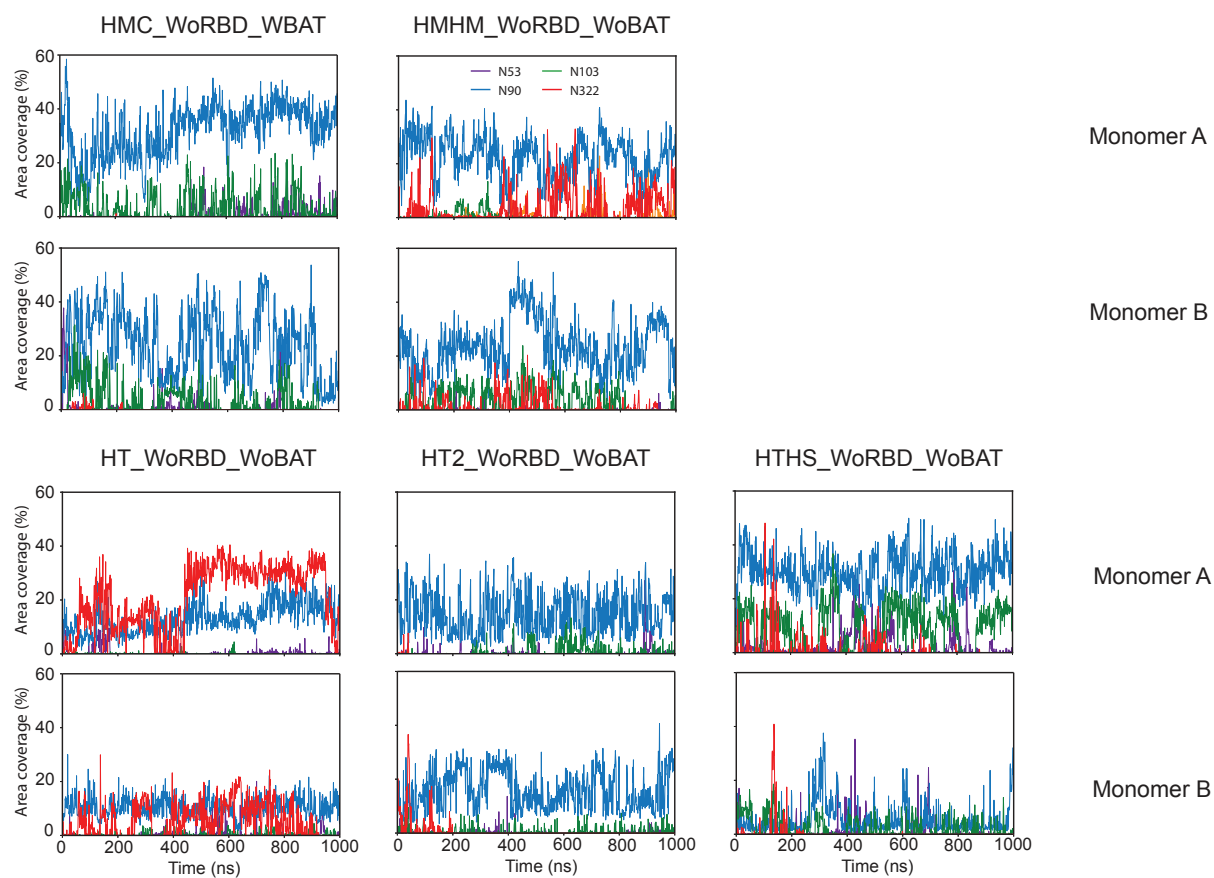 HMC_WoRBD_WBAT HMHM_WoRBD_WoBAT
Area coverage (%)
60
40
20
0
N53 N103
N90 N322
Monomer A
Area coverage (%)
60
40
20
0
Monomer B
HT_WoRBD_WoBAT HT2_WoRBD_WoBAT HTHS_WoRBD_WoBAT
Area coverage (%)
60
40
20
0
Monomer A
Area coverage (%)
60
40
20
0
Monomer B
0 200 400 600 800 1000 0 200 400 600 800 1000 0 200 400 600 800 1000
Time (ns) Time (ns) Time (ns)